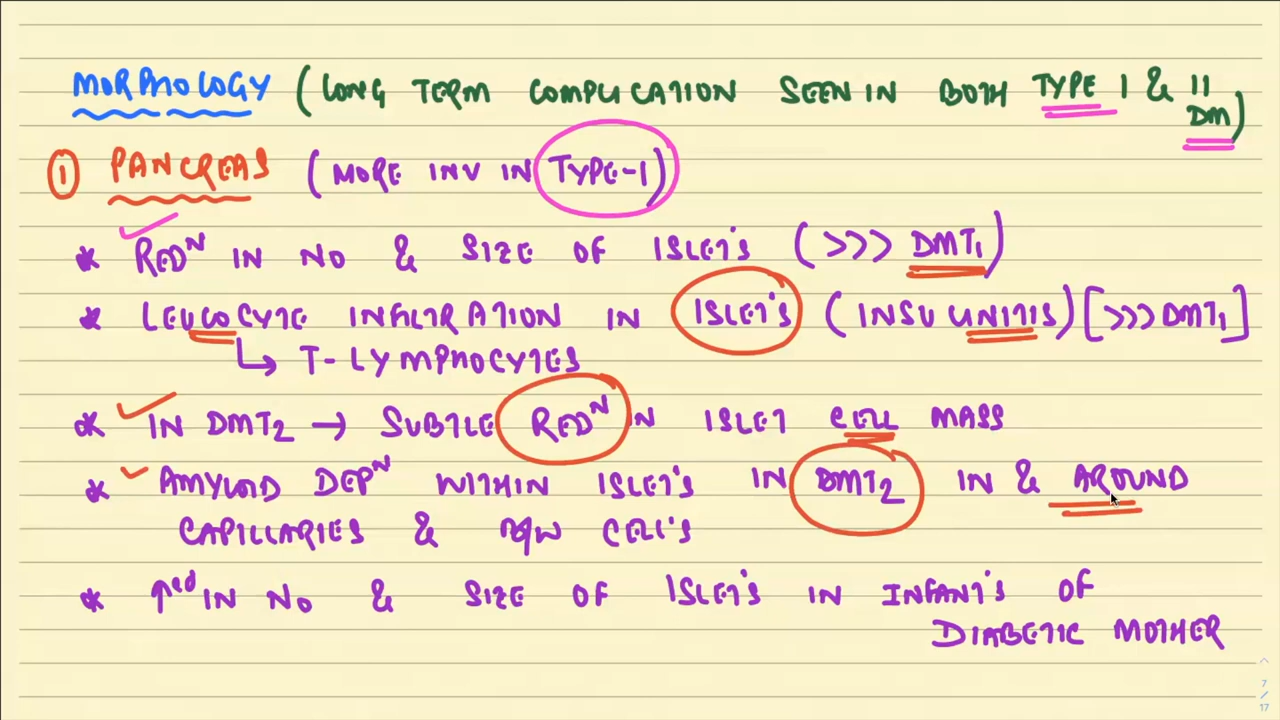 MORPHOLOGY (LONG TERM COMPLICATION SEEN IN BOTH TYPE I & II DM)
① PANCREAS (MORE INV IN TYPE-1)
* REDᴺ IN NO & SIZE OF ISLET'S (>>> DMT₁)
* LEUCOCYTE INFILTRATION IN ISLET'S (INSULINITIS) [>>> DMT₁]
↳ T-LYMPHOCYTES
* IN DMT₂ → SUBTLE REDᴺ IN ISLET CELL MASS
* AMYLOID DEPᴺ WITHIN ISLET'S IN DMT₂ IN & AROUND
CAPILLARIES & B/W CELL'S
* ↑ed IN NO & SIZE OF ISLET'S IN INFANT'S OF
DIABETIC MOTHER
7
/
17